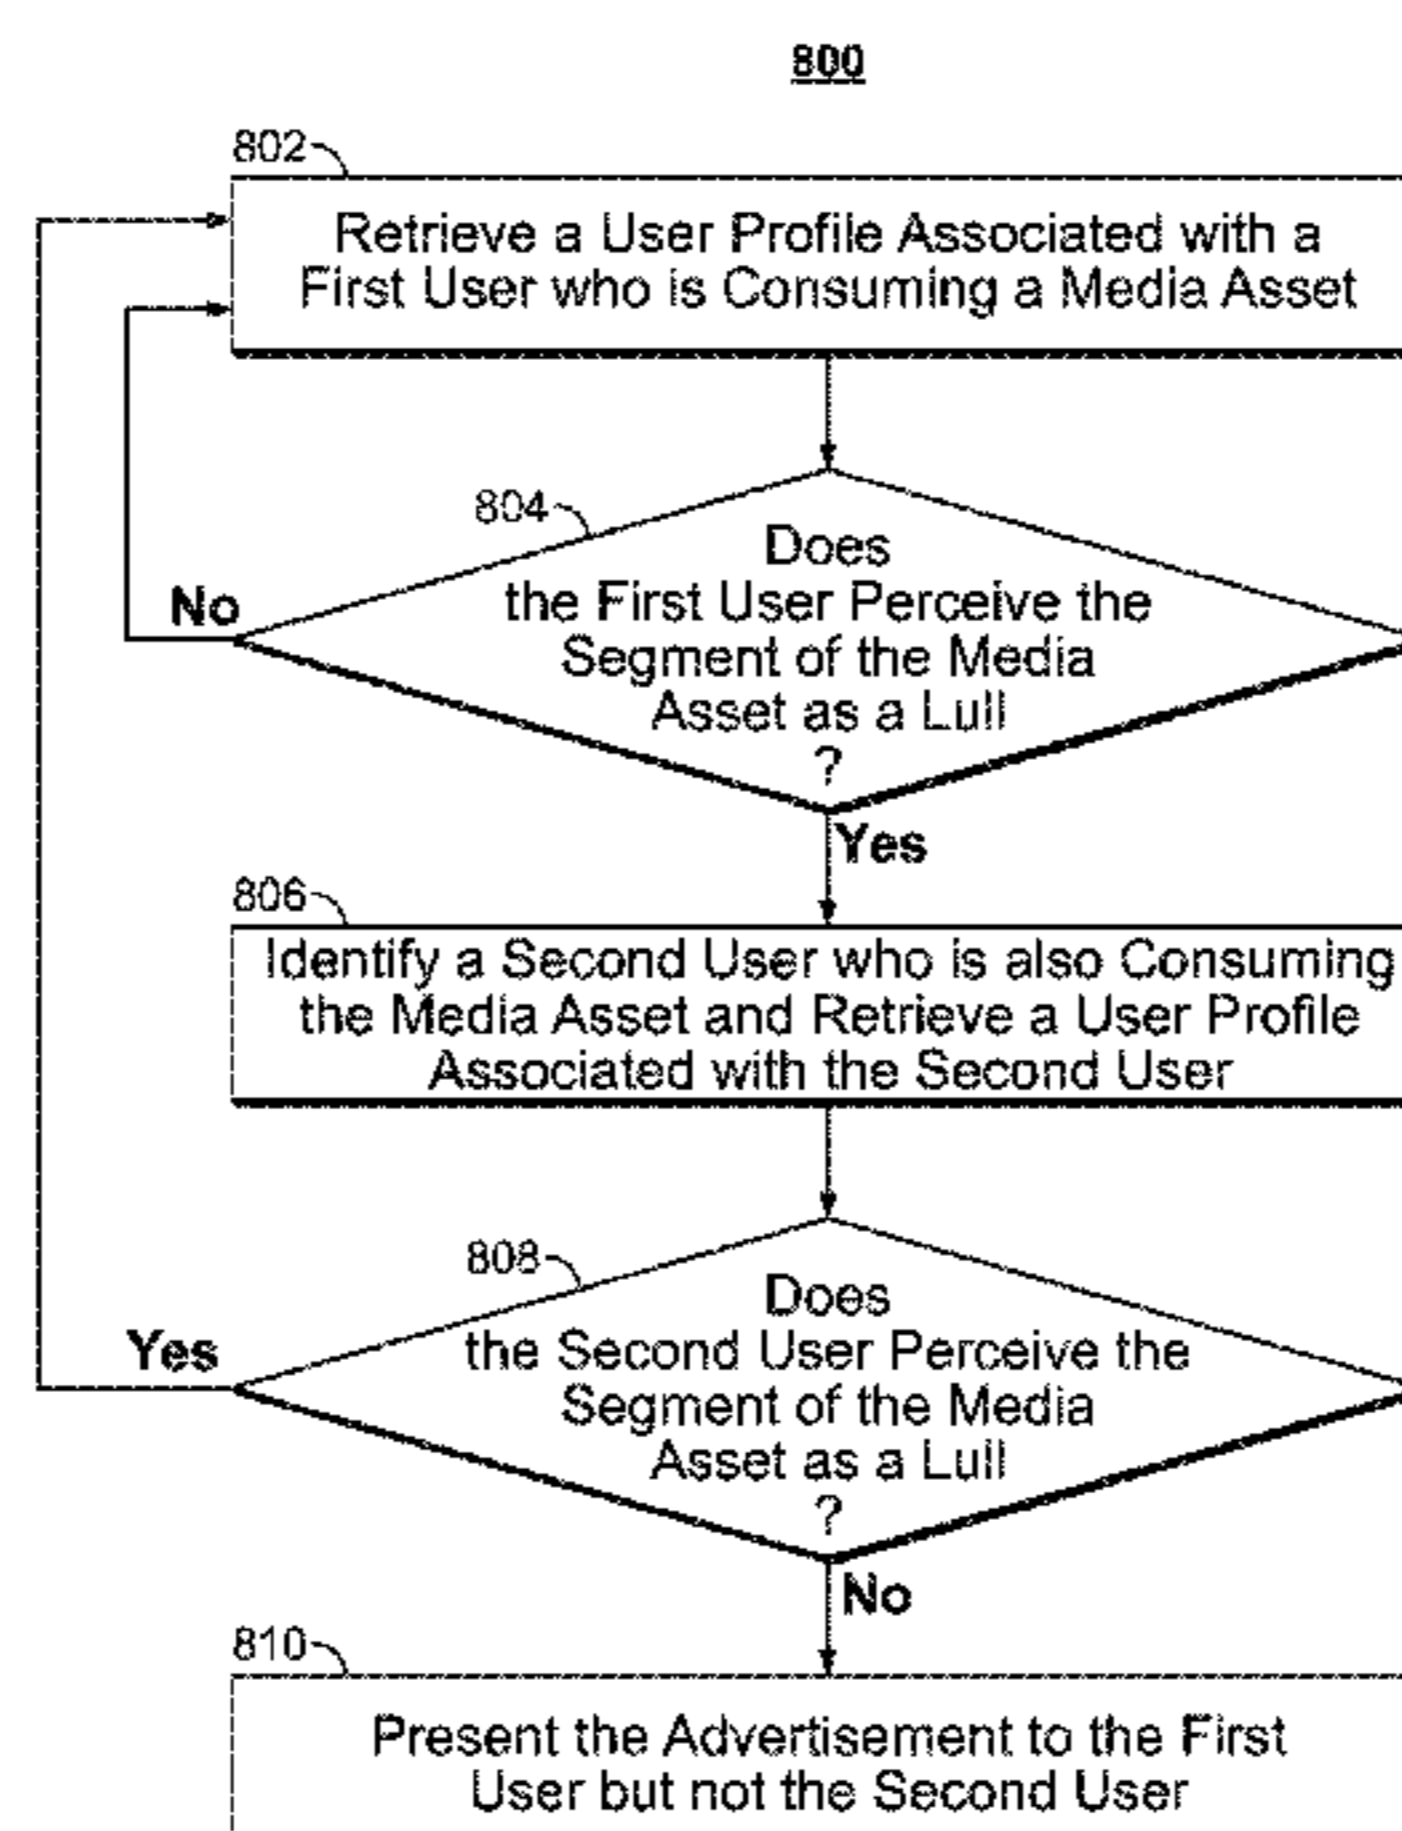 800
802
Retrieve a User Profile Associated with a
First User who is Consuming a Media Asset
804
Does
the First User Perceive the
Segment of the Media
Asset as a Lull
?
No
Yes
806
Identify a Second User who is also Consuming
the Media Asset and Retrieve a User Profile
Associated with the Second User
808
Does
the Second User Perceive the
Segment of the Media
Asset as a Lull
?
Yes
No
810
Present the Advertisement to the First
User but not the Second User